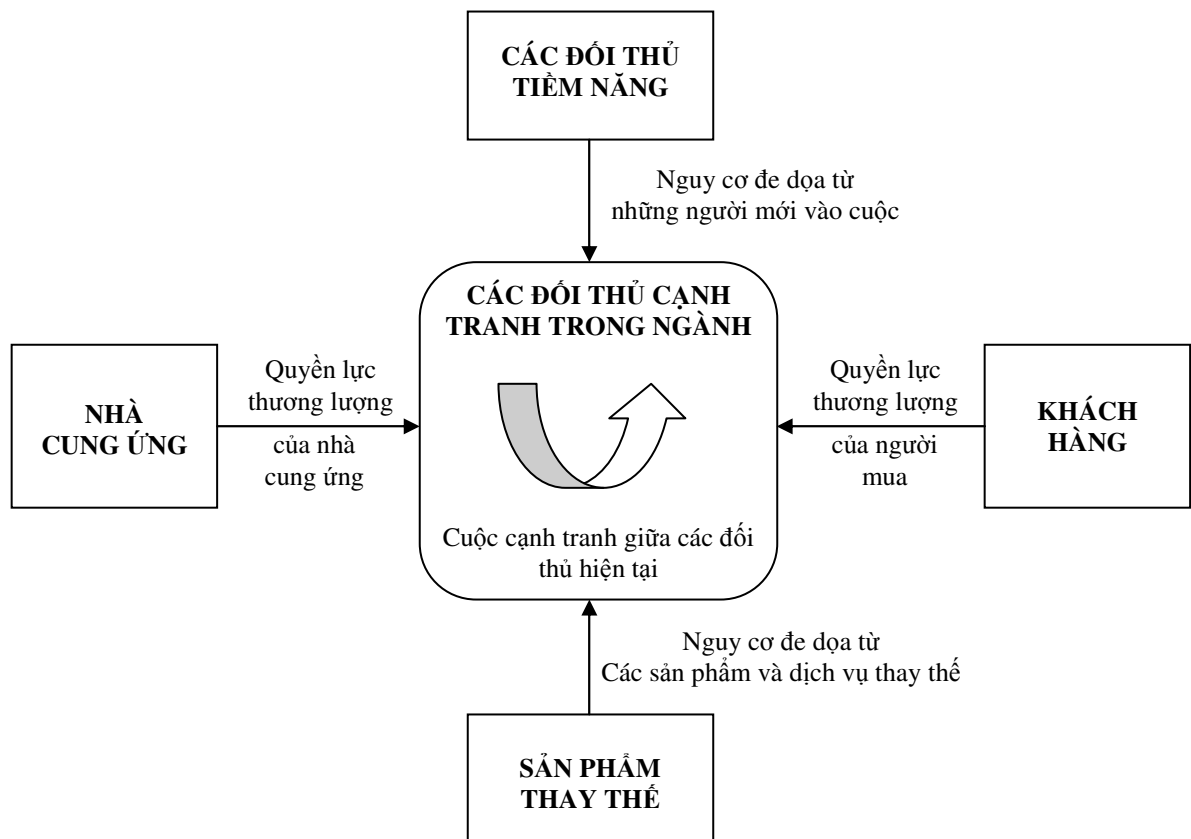 CÁC ĐỐI THỦ
TIỀM NĂNG
Nguy cơ đe dọa từ
những người mới vào cuộc
CÁC ĐỐI THỦ CẠNH
TRANH TRONG NGÀNH
NHÀ
CUNG ỨNG
Quyền lực
thương lượng
của nhà
cung ứng
Quyền lực
thương lượng
của người
mua
KHÁCH
HÀNG
Cuộc cạnh tranh giữa các đối
thủ hiện tại
Nguy cơ đe dọa từ
Các sản phẩm và dịch vụ thay thế
SẢN PHẨM
THAY THẾ